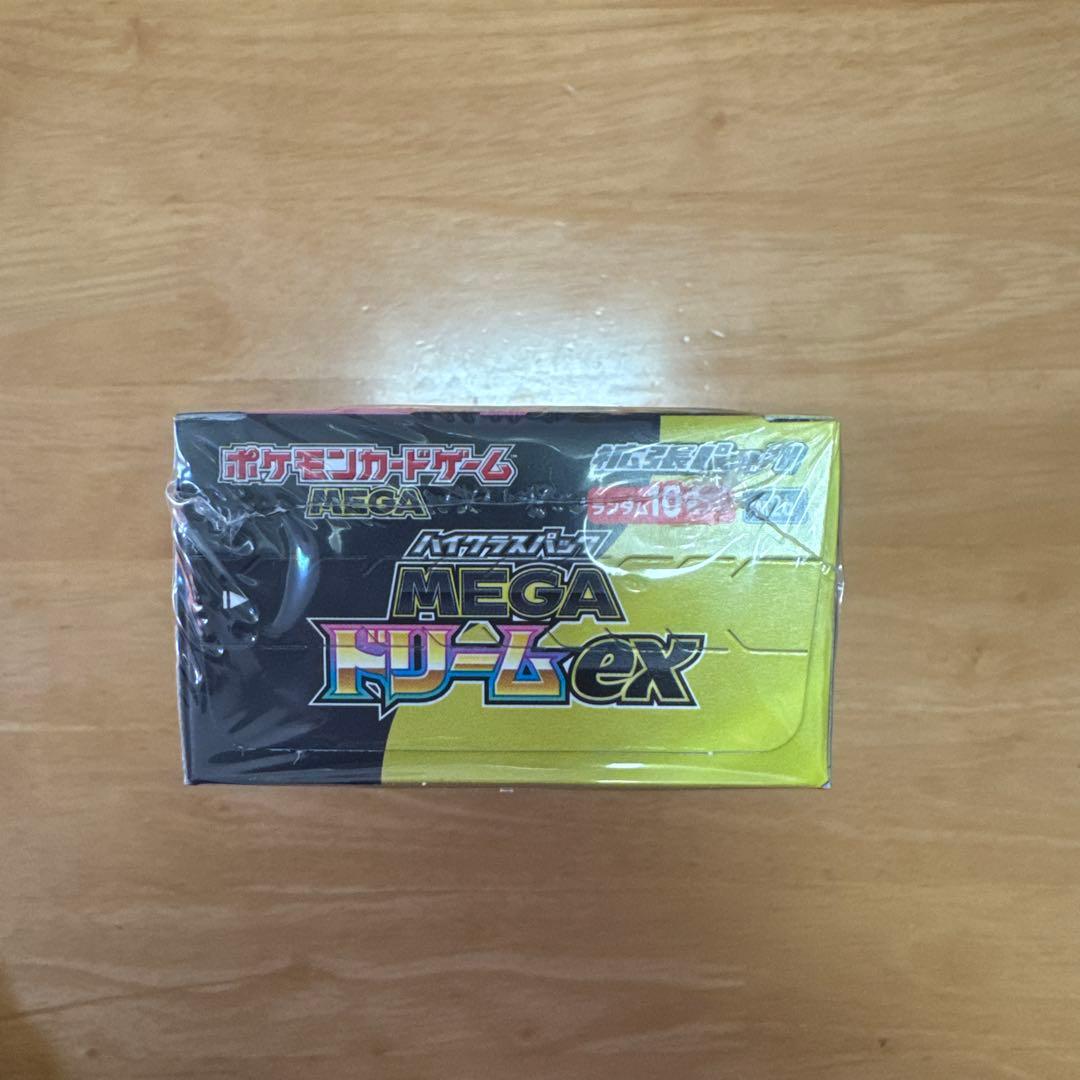 ポケモンカードゲーム
MEGA
拡張パック
ランダム10
ハイクラスパック
MEGA
ドリームex